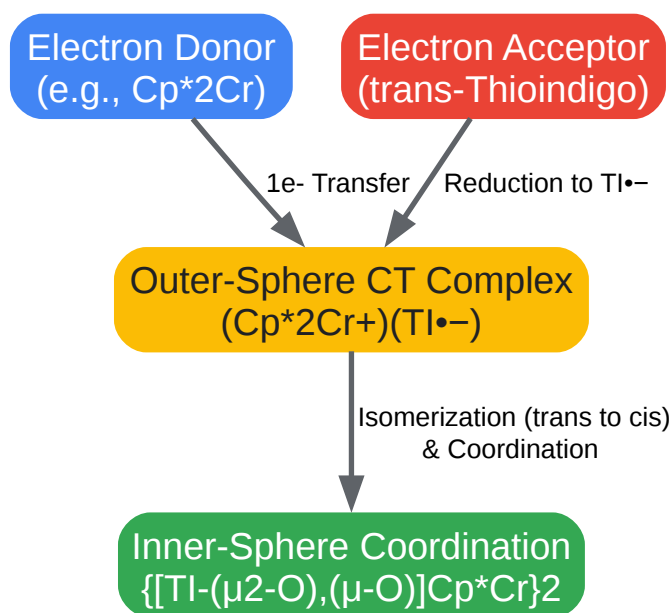 Electron Donor
(e.g., Cp*2Cr)
Electron Acceptor
(trans-Thioindigo)
1e- Transfer
Reduction to TI•−
Outer-Sphere CT Complex
(Cp*2Cr+)(TI•−)
Isomerization (trans to cis)
& Coordination
Inner-Sphere Coordination
{[TI-(μ2-O),(μ-O)]Cp*Cr}2